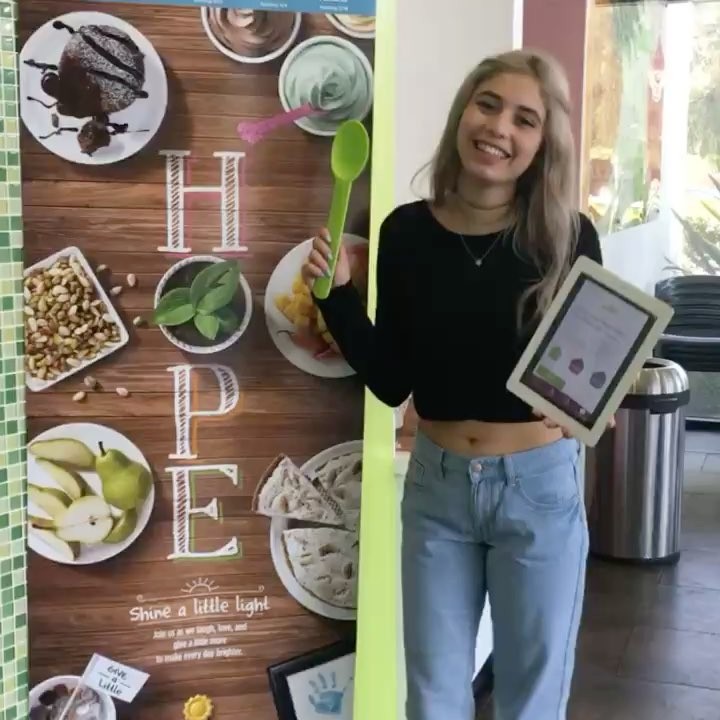 H
PE
Shine a little light
Join us as we laugh, love, and
give a little more
to make every day brighter.
GIVE
a
Little